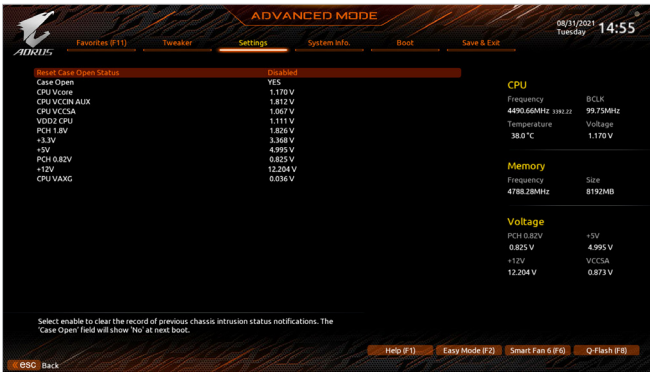 ADVANCED MODE
08/31/2021 Tuesday 14:55
AORUS
Favorites (F11) Tweaker Settings System Info. Boot Save & Exit
Reset Case Open Status Disabled
Case Open YES
CPU Vcore 1.170 V
CPU VCCIN AUX 1.812 V
CPU VCCSA 1.067 V
VDD2 CPU 1.111 V
PCH 1.8V 1.826 V
+3.3V 3.368 V
+5V 4.995 V
PCH 0.82V 0.825 V
+12V 12.204 V
CPU VAXG 0.036 V
CPU
Frequency BCLK
4490.66MHz 3392.22 99.75MHz
Temperature Voltage
38.0 °C 1.170 V
Memory
Frequency Size
4788.28MHz 8192MB
Voltage
PCH 0.82V +5V
0.825 V 4.995 V
+12V VCCSA
12.204 V 0.873 V
Select enable to clear the record of previous chassis intrusion status notifications. The
'Case Open' field will show 'No' at next boot.
Help (F1) Easy Mode (F2) Smart Fan 6 (F6) Q-Flash (F8)
esc Back